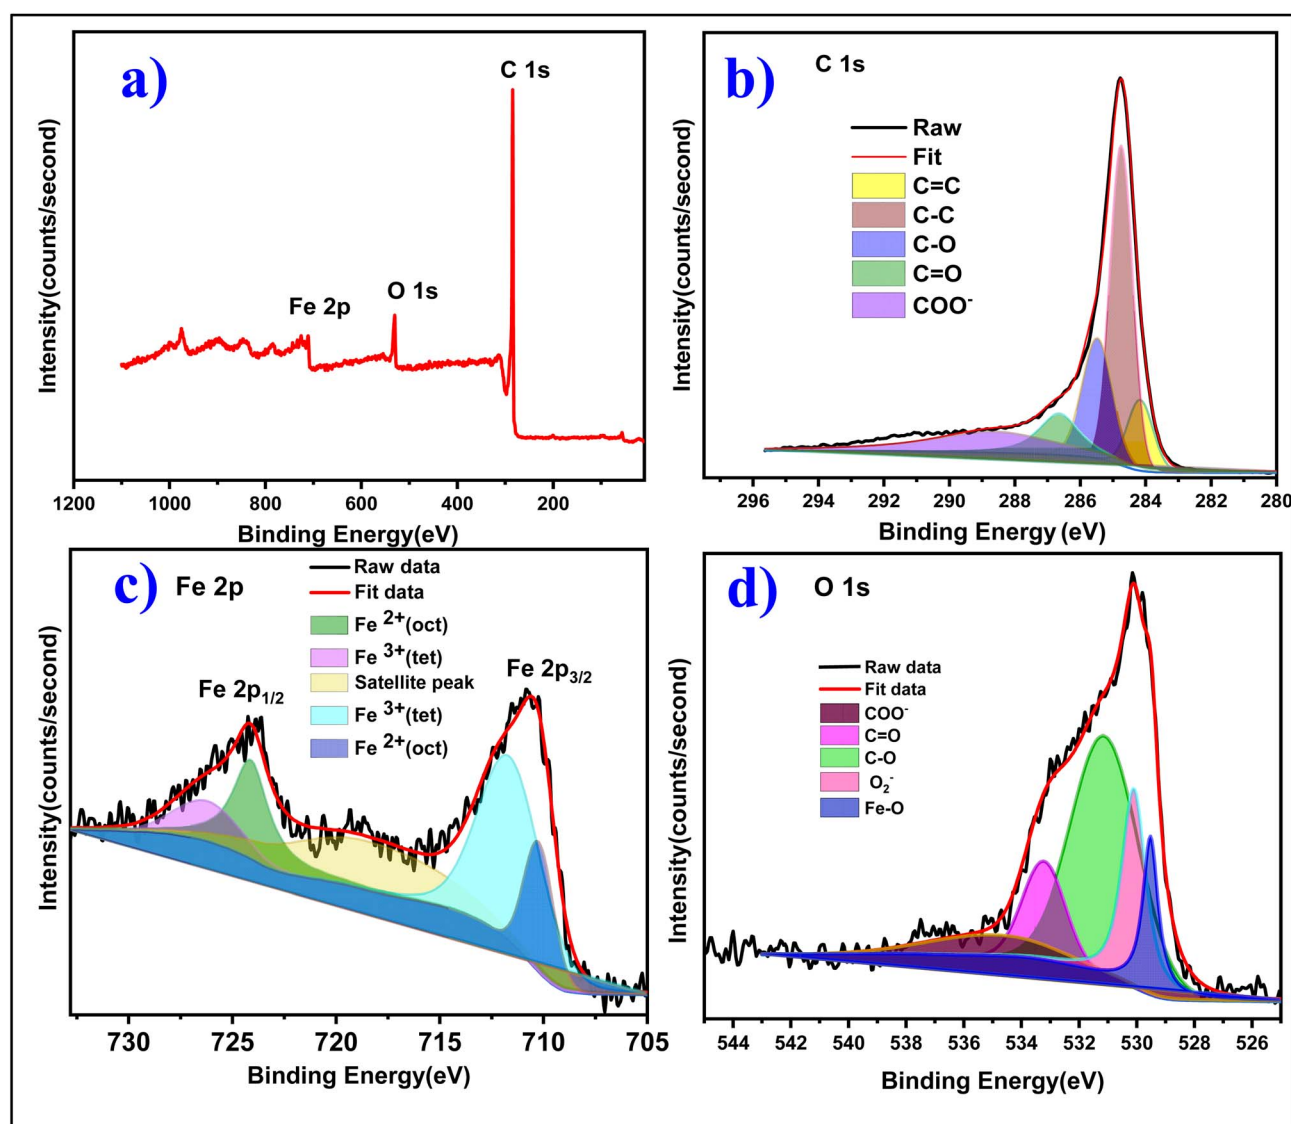 a)
C 1s
O 1s
Fe 2p
Intensity(counts/second)
1200 1000 800 600 400 200
Binding Energy(eV)
b)
C 1s
Raw
Fit
C=C
C-C
C-O
C=O
COO⁻
Intensity(counts/second)
296 294 292 290 288 286 284 282 280
Binding Energy (eV)
c) Fe 2p
Raw data
Fit data
Fe 2+(oct)
Fe 3+(tet)
Satellite peak
Fe 3+(tet)
Fe 2+(oct)
Fe 2p1/2
Fe 2p3/2
Intensity(counts/second)
730 725 720 715 710 705
Binding Energy(eV)
d) O 1s
Raw data
Fit data
COO⁻
C=O
C-O
O₂⁻
Fe-O
Intensity(counts/second)
544 542 540 538 536 534 532 530 528 526
Binding Energy(eV)